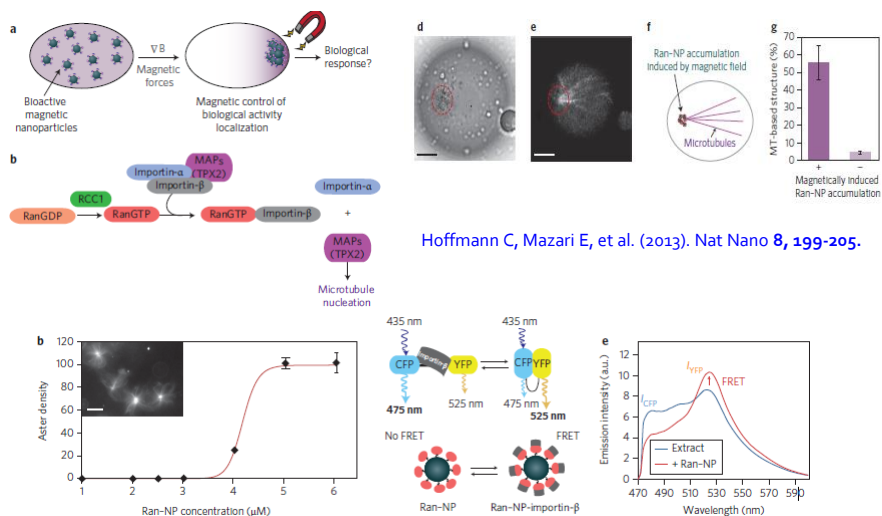 a
∇B
Magnetic
forces
Biological
response?
Bioactive
magnetic
nanoparticles
Magnetic control of
biological activity
localization
b
MAPs
(TPX2)
Importin-α
Importin-β
Importin-α
RCC1
+
RanGDP
RanGTP
RanGTP
Importin-β
MAPs
(TPX2)
Microtubule
nucleation
d
e
f
Ran-NP accumulation
induced by magnetic field
Microtubules
g
MT-based structure (%)
70
60
50
40
30
20
10
0
+ −
Magnetically induced
Ran-NP accumulation
Hoffmann C, Mazari E, et al. (2013). Nat Nano 8, 199-205.
b
Aster density
120
100
80
60
40
20
0
1 2 3 4 5 6
Ran-NP concentration (μM)
435 nm
435 nm
CFP
Importin-β
YFP
CFP
YFP
475 nm
525 nm
475 nm
525 nm
No FRET
FRET
Ran-NP
Ran-NP-importin-β
e
Emission intensity (a.u.)
12
10
8
6
4
2
0
ICFP
IYFP
FRET
Extract
+ Ran-NP
470 490 510 530 550 570 590
Wavelength (nm)